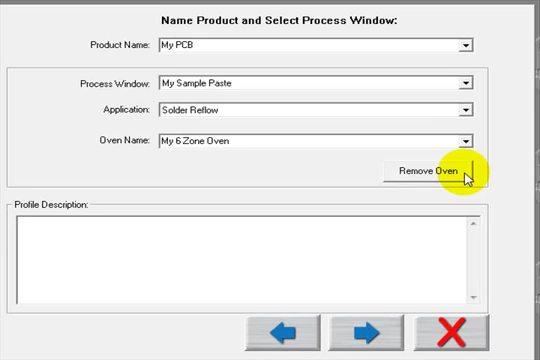 Name Product and Select Process Window:
Product Name: My PCB
Process Window: My Sample Paste
Application: Solder Reflow
Oven Name: My 6 Zone Oven
Remove Oven
Profile Description: